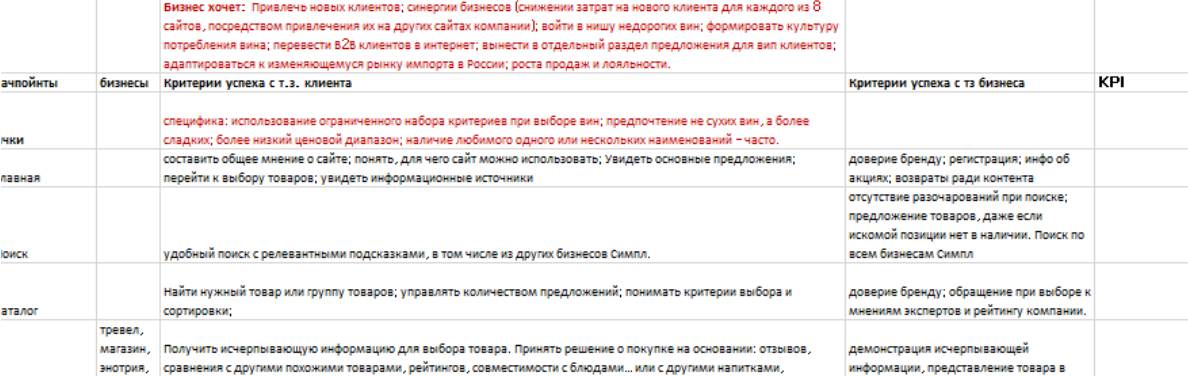 Бизнес хочет: Привлечь новых клиентов; синергии бизнесов (снижении затрат на нового клиента для каждого из 8
сайтов, посредством привлечения их на других сайтах компании); войти в нишу недорогих вин; формировать культуру
потребления вина; перевести В2В клиентов в интернет; вынести в отдельный раздел предложения для вип клиентов;
адаптироваться к изменяющемуся рынку импорта в России; роста продаж и лояльности.
ачпойнты бизнесы Критерии успеха с т.з. клиента Критерии успеха с тз бизнеса KPI
специфика: использование ограниченного набора критериев при выборе вин; предпочтение не сухих вин, а более
чки сладких; более низкий ценовой диапазон; наличие любимого одного или нескольких наименований – часто.
составить общее мнение о сайте; понять, для чего сайт можно использовать; Увидеть основные предложения; доверие бренду; регистрация; инфо об
лавная перейти к выбору товаров; увидеть информационные источники акциях; возвраты ради контента
отсутствие разочарований при поиске;
предложение товаров, даже если
искомой позиции нет в наличии. Поиск по
оиск удобный поиск с релевантными подсказками, в том числе из других бизнесов Симпл. всем бизнесам Симпл
Найти нужный товар или группу товаров; управлять количеством предложений; понимать критерии выбора и доверие бренду; обращение при выборе к
аталог сортировки; мнениям экспертов и рейтингу компании.
тревел,
магазин, Получить исчерпывающую информацию для выбора товара. Принять решение о покупке на основании: отзывов, демонстрация исчерпывающей
энотрия, сравнения с другими похожими товарами, рейтингов, совместимости с блюдами... или с другими напитками, информации, представление товара в